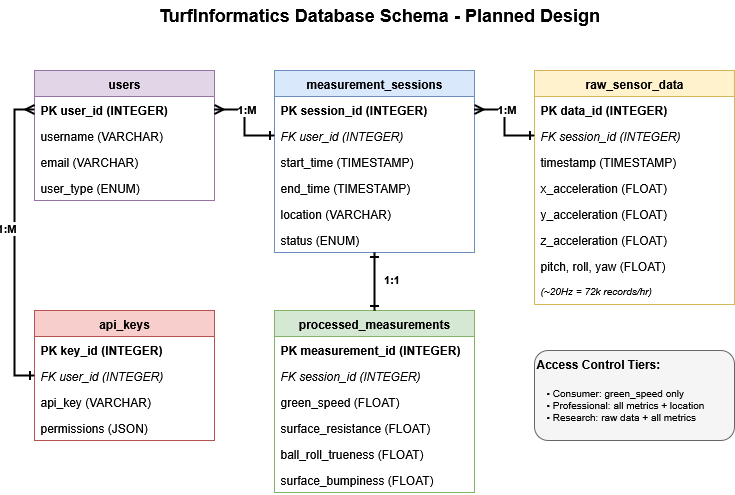 TurfInformatics Database Schema - Planned Design
users
PK user_id (INTEGER)
username (VARCHAR)
email (VARCHAR)
user_type (ENUM)
1:M
measurement_sessions
PK session_id (INTEGER)
FK user_id (INTEGER)
start_time (TIMESTAMP)
end_time (TIMESTAMP)
location (VARCHAR)
status (ENUM)
1:M
raw_sensor_data
PK data_id (INTEGER)
FK session_id (INTEGER)
timestamp (TIMESTAMP)
x_acceleration (FLOAT)
y_acceleration (FLOAT)
z_acceleration (FLOAT)
pitch, roll, yaw (FLOAT)
(~20Hz = 72k records/hr)
1:M
1:1
api_keys
PK key_id (INTEGER)
FK user_id (INTEGER)
api_key (VARCHAR)
permissions (JSON)
processed_measurements
PK measurement_id (INTEGER)
FK session_id (INTEGER)
green_speed (FLOAT)
surface_resistance (FLOAT)
ball_roll_trueness (FLOAT)
surface_bumpiness (FLOAT)
Access Control Tiers:
• Consumer: green_speed only
• Professional: all metrics + location
• Research: raw data + all metrics